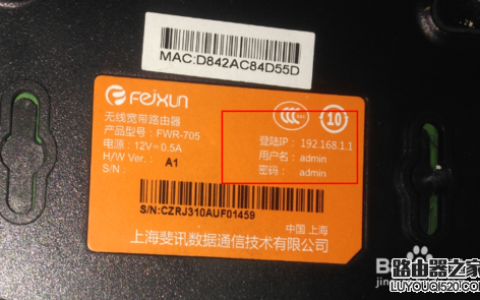 MAC:D842AC84D55D
FeiXUN
无线宽带路由器
产品型号: FWR-705
电源: 12V⎓0.5A
H/W Ver.: A1
S/N:
登陆IP: 192.168.1.1
用户名: admin
密码: admin
10
S/N:CZRJ310AUF01459
中国 上海
上海斐讯数据通信技术有限公司
路由器之家
LUYOUQI520.COM